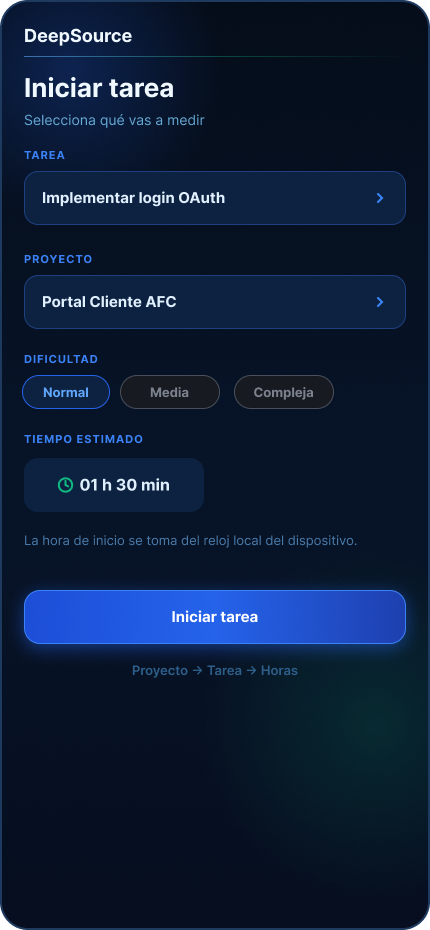 DeepSource
Iniciar tarea
Selecciona qué vas a medir
TAREA
Implementar login OAuth
PROYECTO
Portal Cliente AFC
DIFICULTAD
Normal Media Compleja
TIEMPO ESTIMADO
01 h 30 min
La hora de inicio se toma del reloj local del dispositivo.
Iniciar tarea
Proyecto → Tarea → Horas